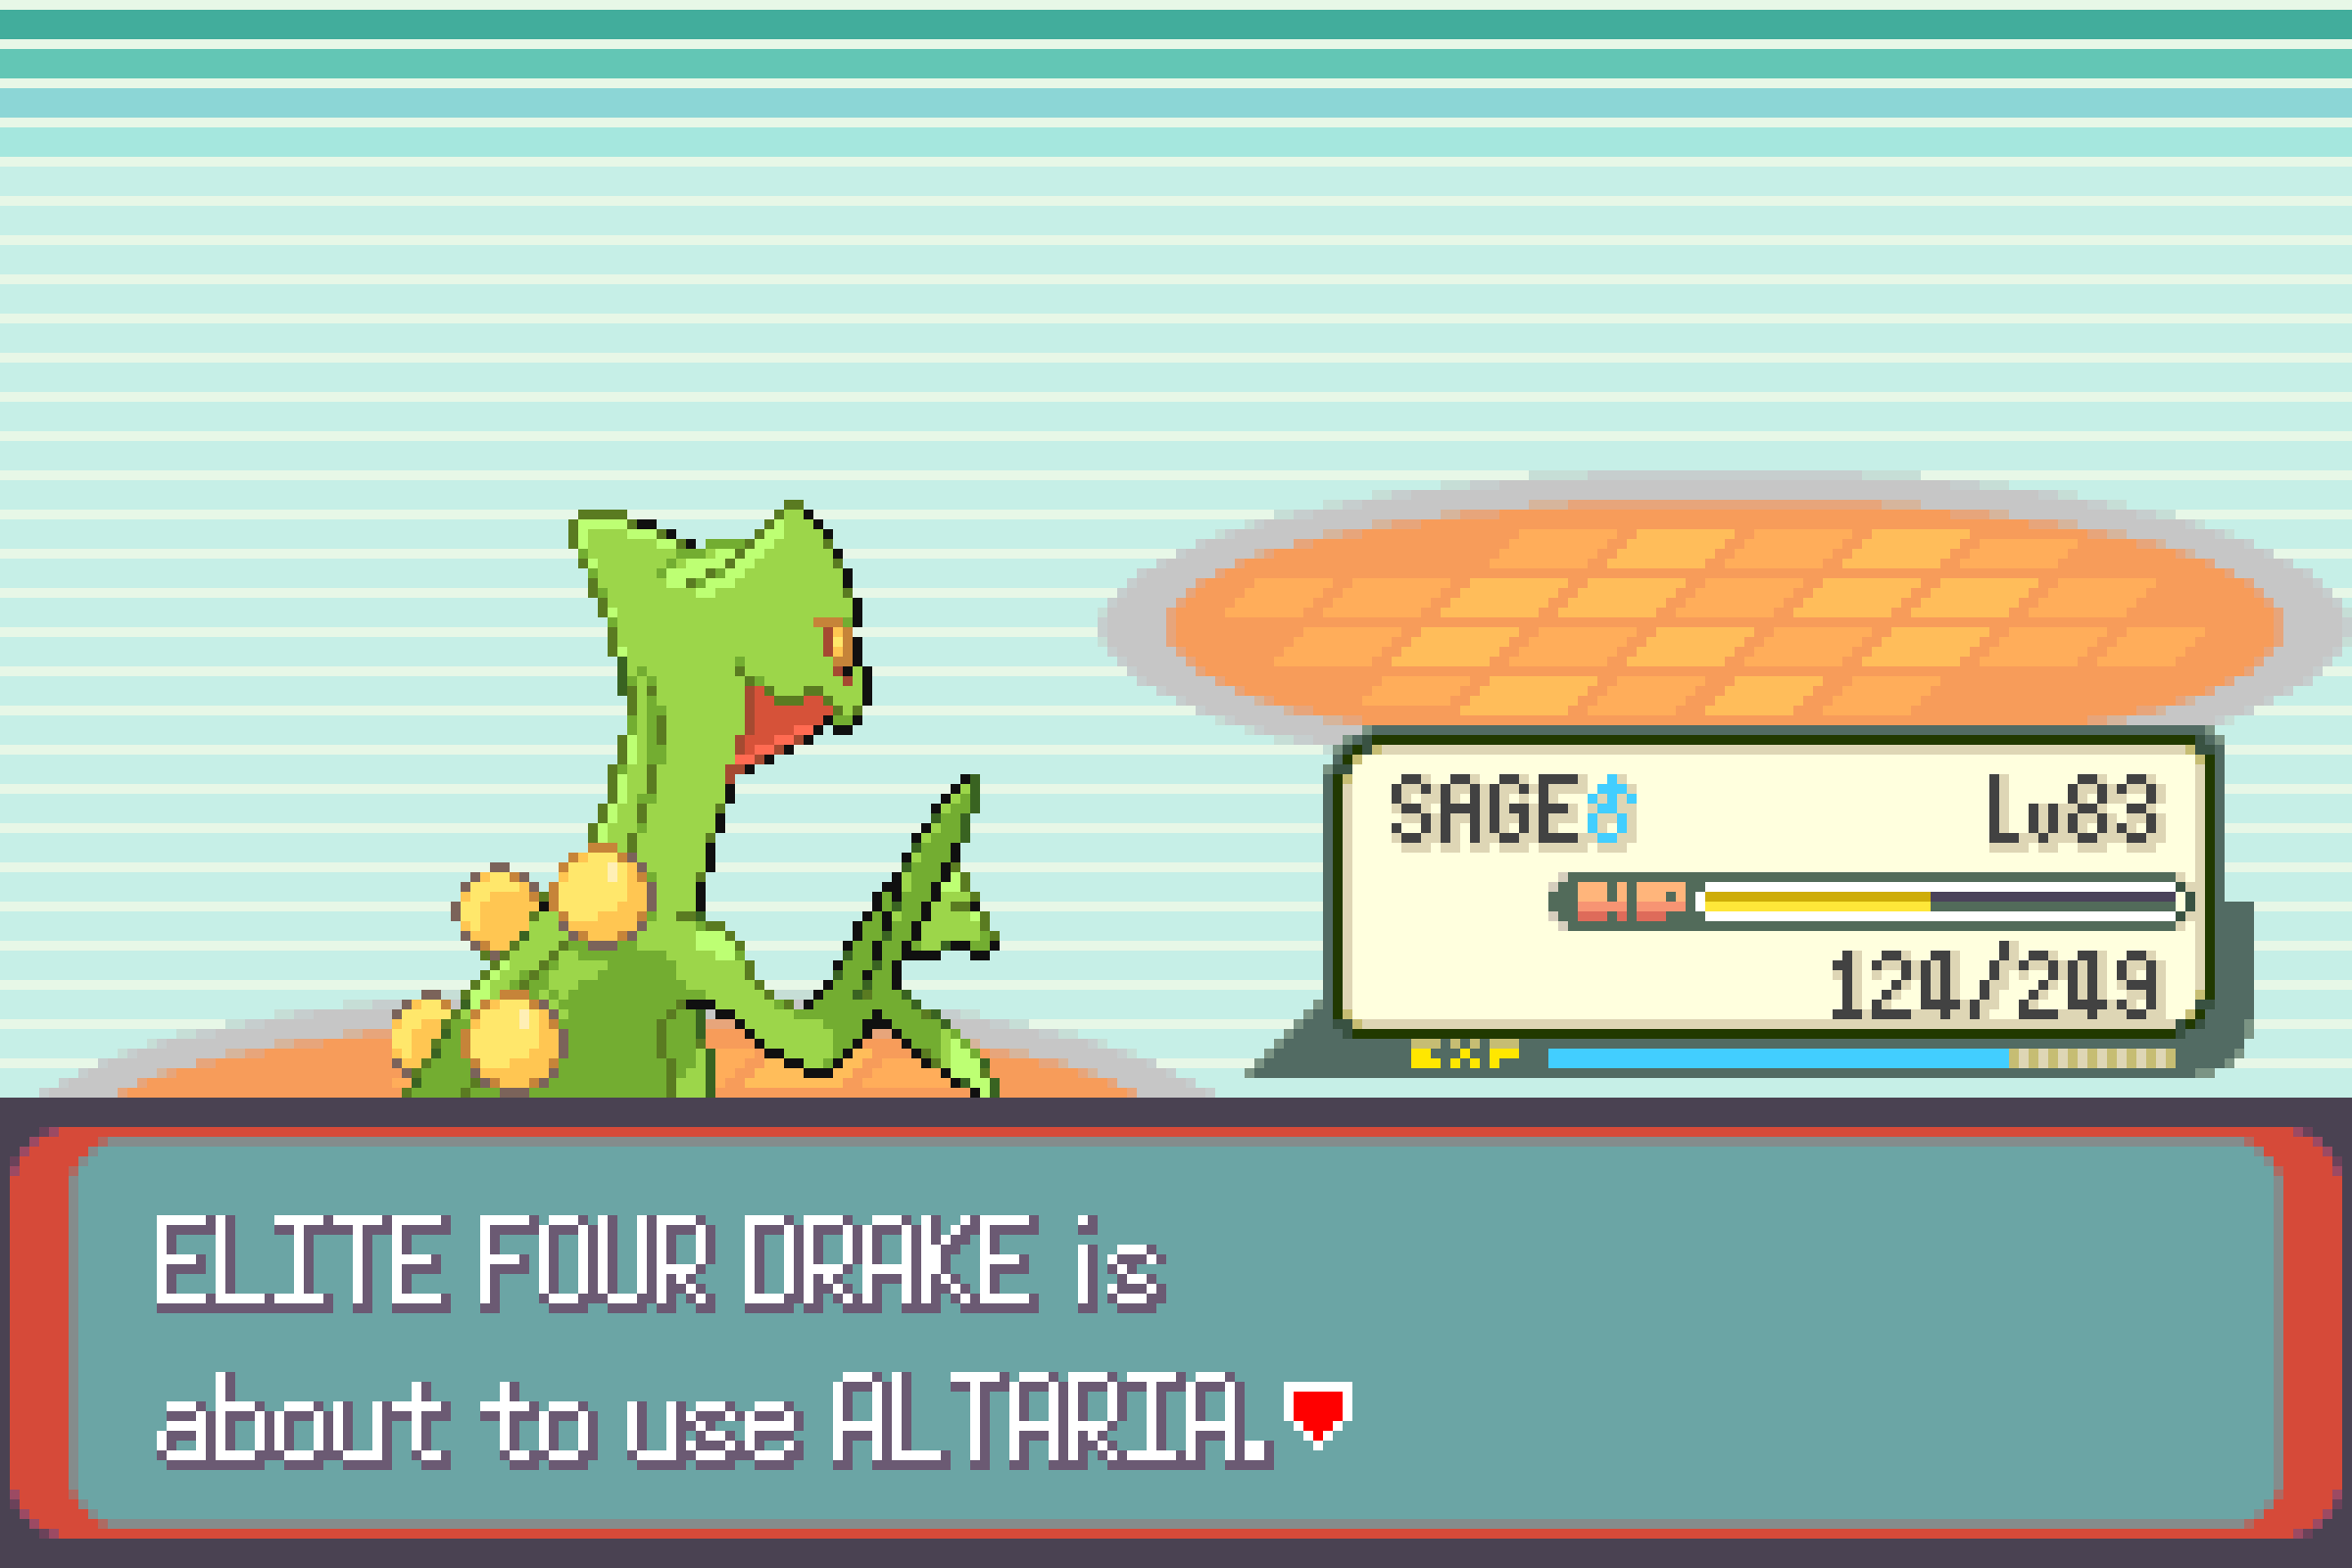 SAGE♂ Lv83
HP
124/249
EXP
ELITE FOUR DRAKE is
about to use ALTARIA.